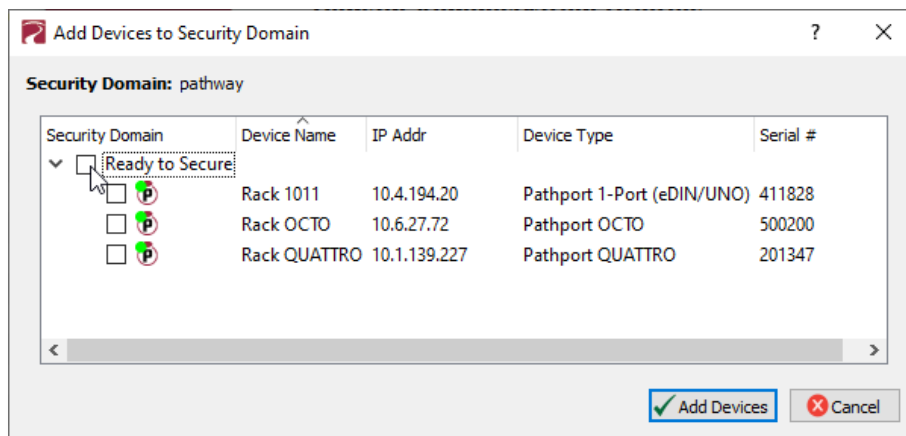 Add Devices to Security Domain ?
Security Domain: pathway
Security Domain Device Name IP Addr Device Type Serial #
Ready to Secure
P Rack 1011 10.4.194.20 Pathport 1-Port (eDIN/UNO) 411828
P Rack OCTO 10.6.27.72 Pathport OCTO 500200
P Rack QUATTRO 10.1.139.227 Pathport QUATTRO 201347
Add Devices Cancel